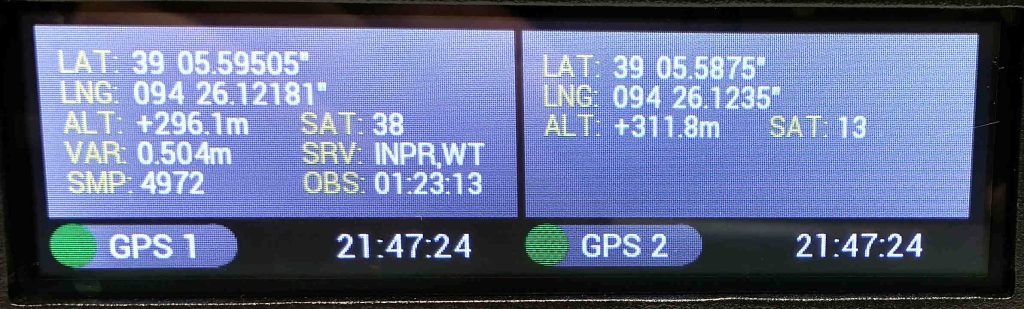 LAT: 39 05.59505"
LNG: 094 26.12181"
ALT: +296.1m SAT: 38
VAR: 0.504m SRV: INPR,WT
SMP: 4972 OBS: 01:23:13
GPS 1 21:47:24
LAT: 39 05.5875"
LNG: 094 26.1235"
ALT: +311.8m SAT: 13
GPS 2 21:47:24